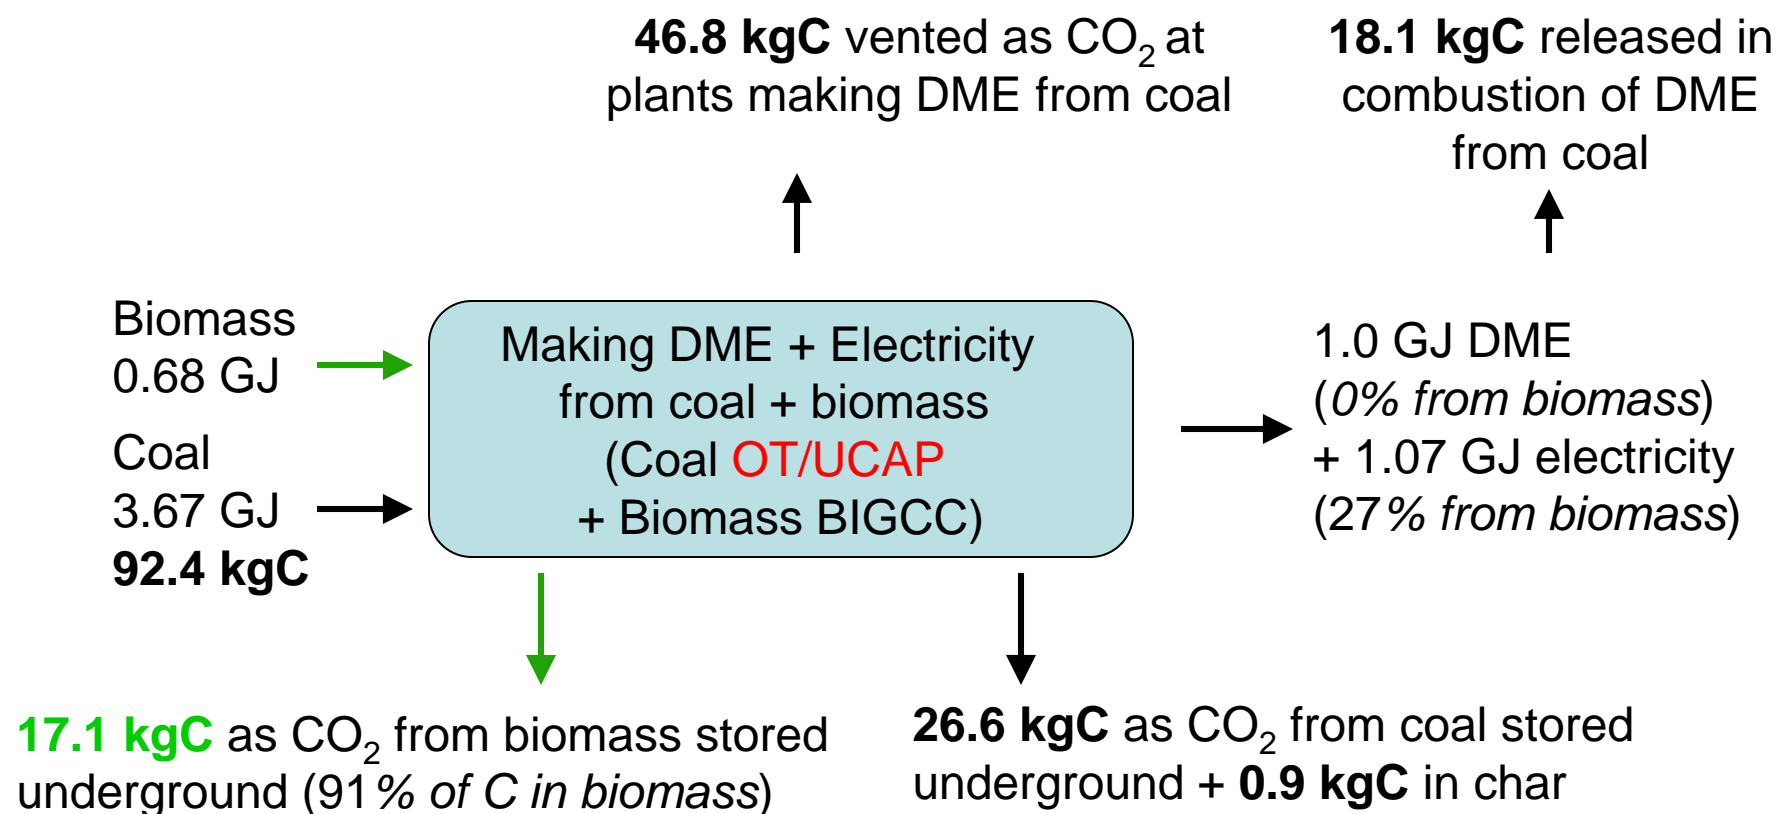 46.8 kgC vented as CO₂ at
plants making DME from coal
18.1 kgC released in
combustion of DME
from coal
Biomass
0.68 GJ
Coal
3.67 GJ
92.4 kgC
Making DME + Electricity
from coal + biomass
(Coal OT/UCAP
+ Biomass BIGCC)
1.0 GJ DME
(0% from biomass)
+ 1.07 GJ electricity
(27% from biomass)
17.1 kgC as CO₂ from biomass stored
underground (91% of C in biomass)
26.6 kgC as CO₂ from coal stored
underground + 0.9 kgC in char